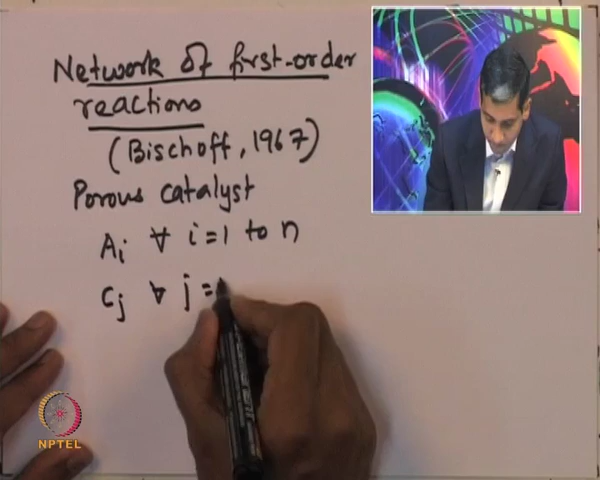 Network of first-order
reactions
(Bischoff, 1967)
Porous catalyst
Ai ∀ i=1 to n
Cj ∀ j=
NPTEL